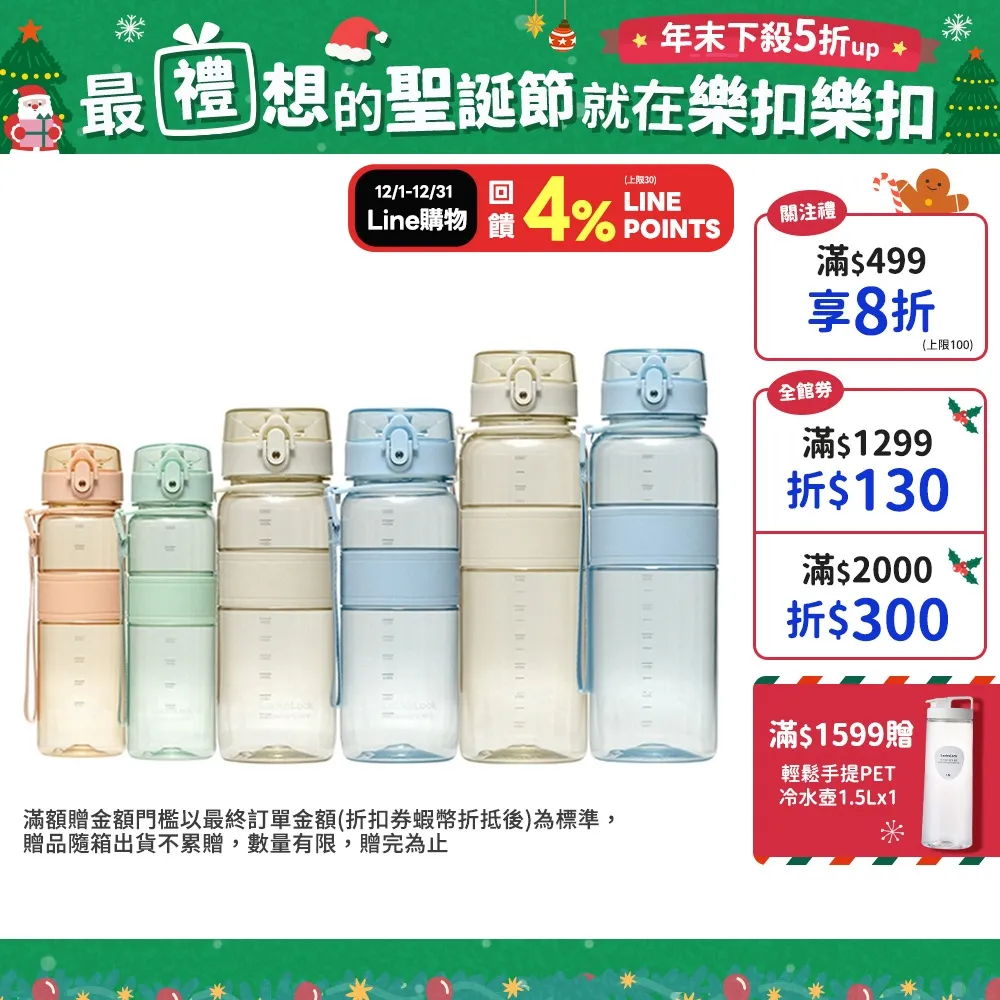 年末下殺5折up
最禮想的聖誕節就在樂扣樂扣
12/1-12/31
Line購物
回饋
4%
(上限30)
LINE
POINTS
關注禮
滿$499
享8折
(上限100)
全館券
滿$1299
折$130
滿$2000
折$300
滿$1599贈
輕鬆手提PET
冷水壺1.5Lx1
LocknLock
滿額贈金額門檻以最終訂單金額(折扣券蝦幣折抵後)為標準，
贈品隨箱出貨不累贈，數量有限，贈完為止